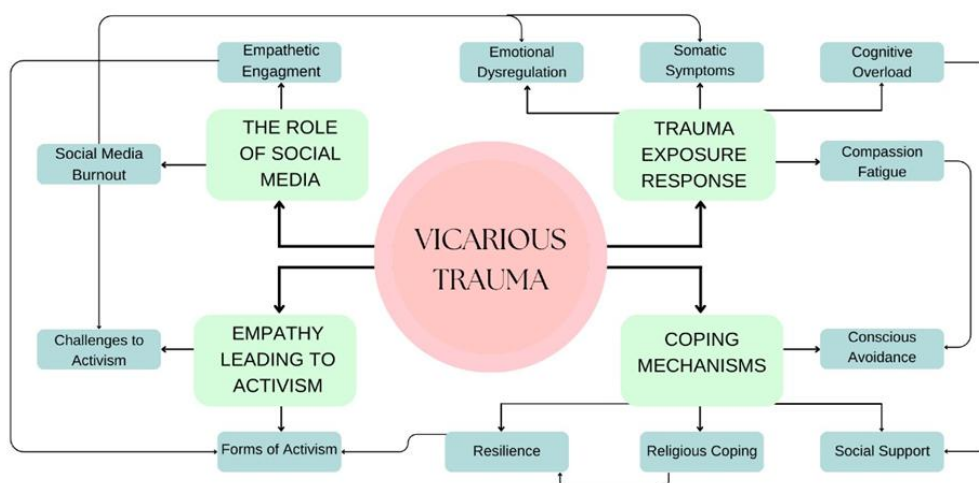 Empathetic
Engagment
Emotional
Dysregulation
Somatic
Symptoms
Cognitive
Overload
THE ROLE
OF SOCIAL
MEDIA
TRAUMA
EXPOSURE
RESPONSE
Social Media
Burnout
Compassion
Fatigue
VICARIOUS
TRAUMA
Challenges to
Activism
EMPATHY
LEADING TO
ACTIVISM
COPING
MECHANISMS
Conscious
Avoidance
Forms of Activism
Resilience
Religious Coping
Social Support